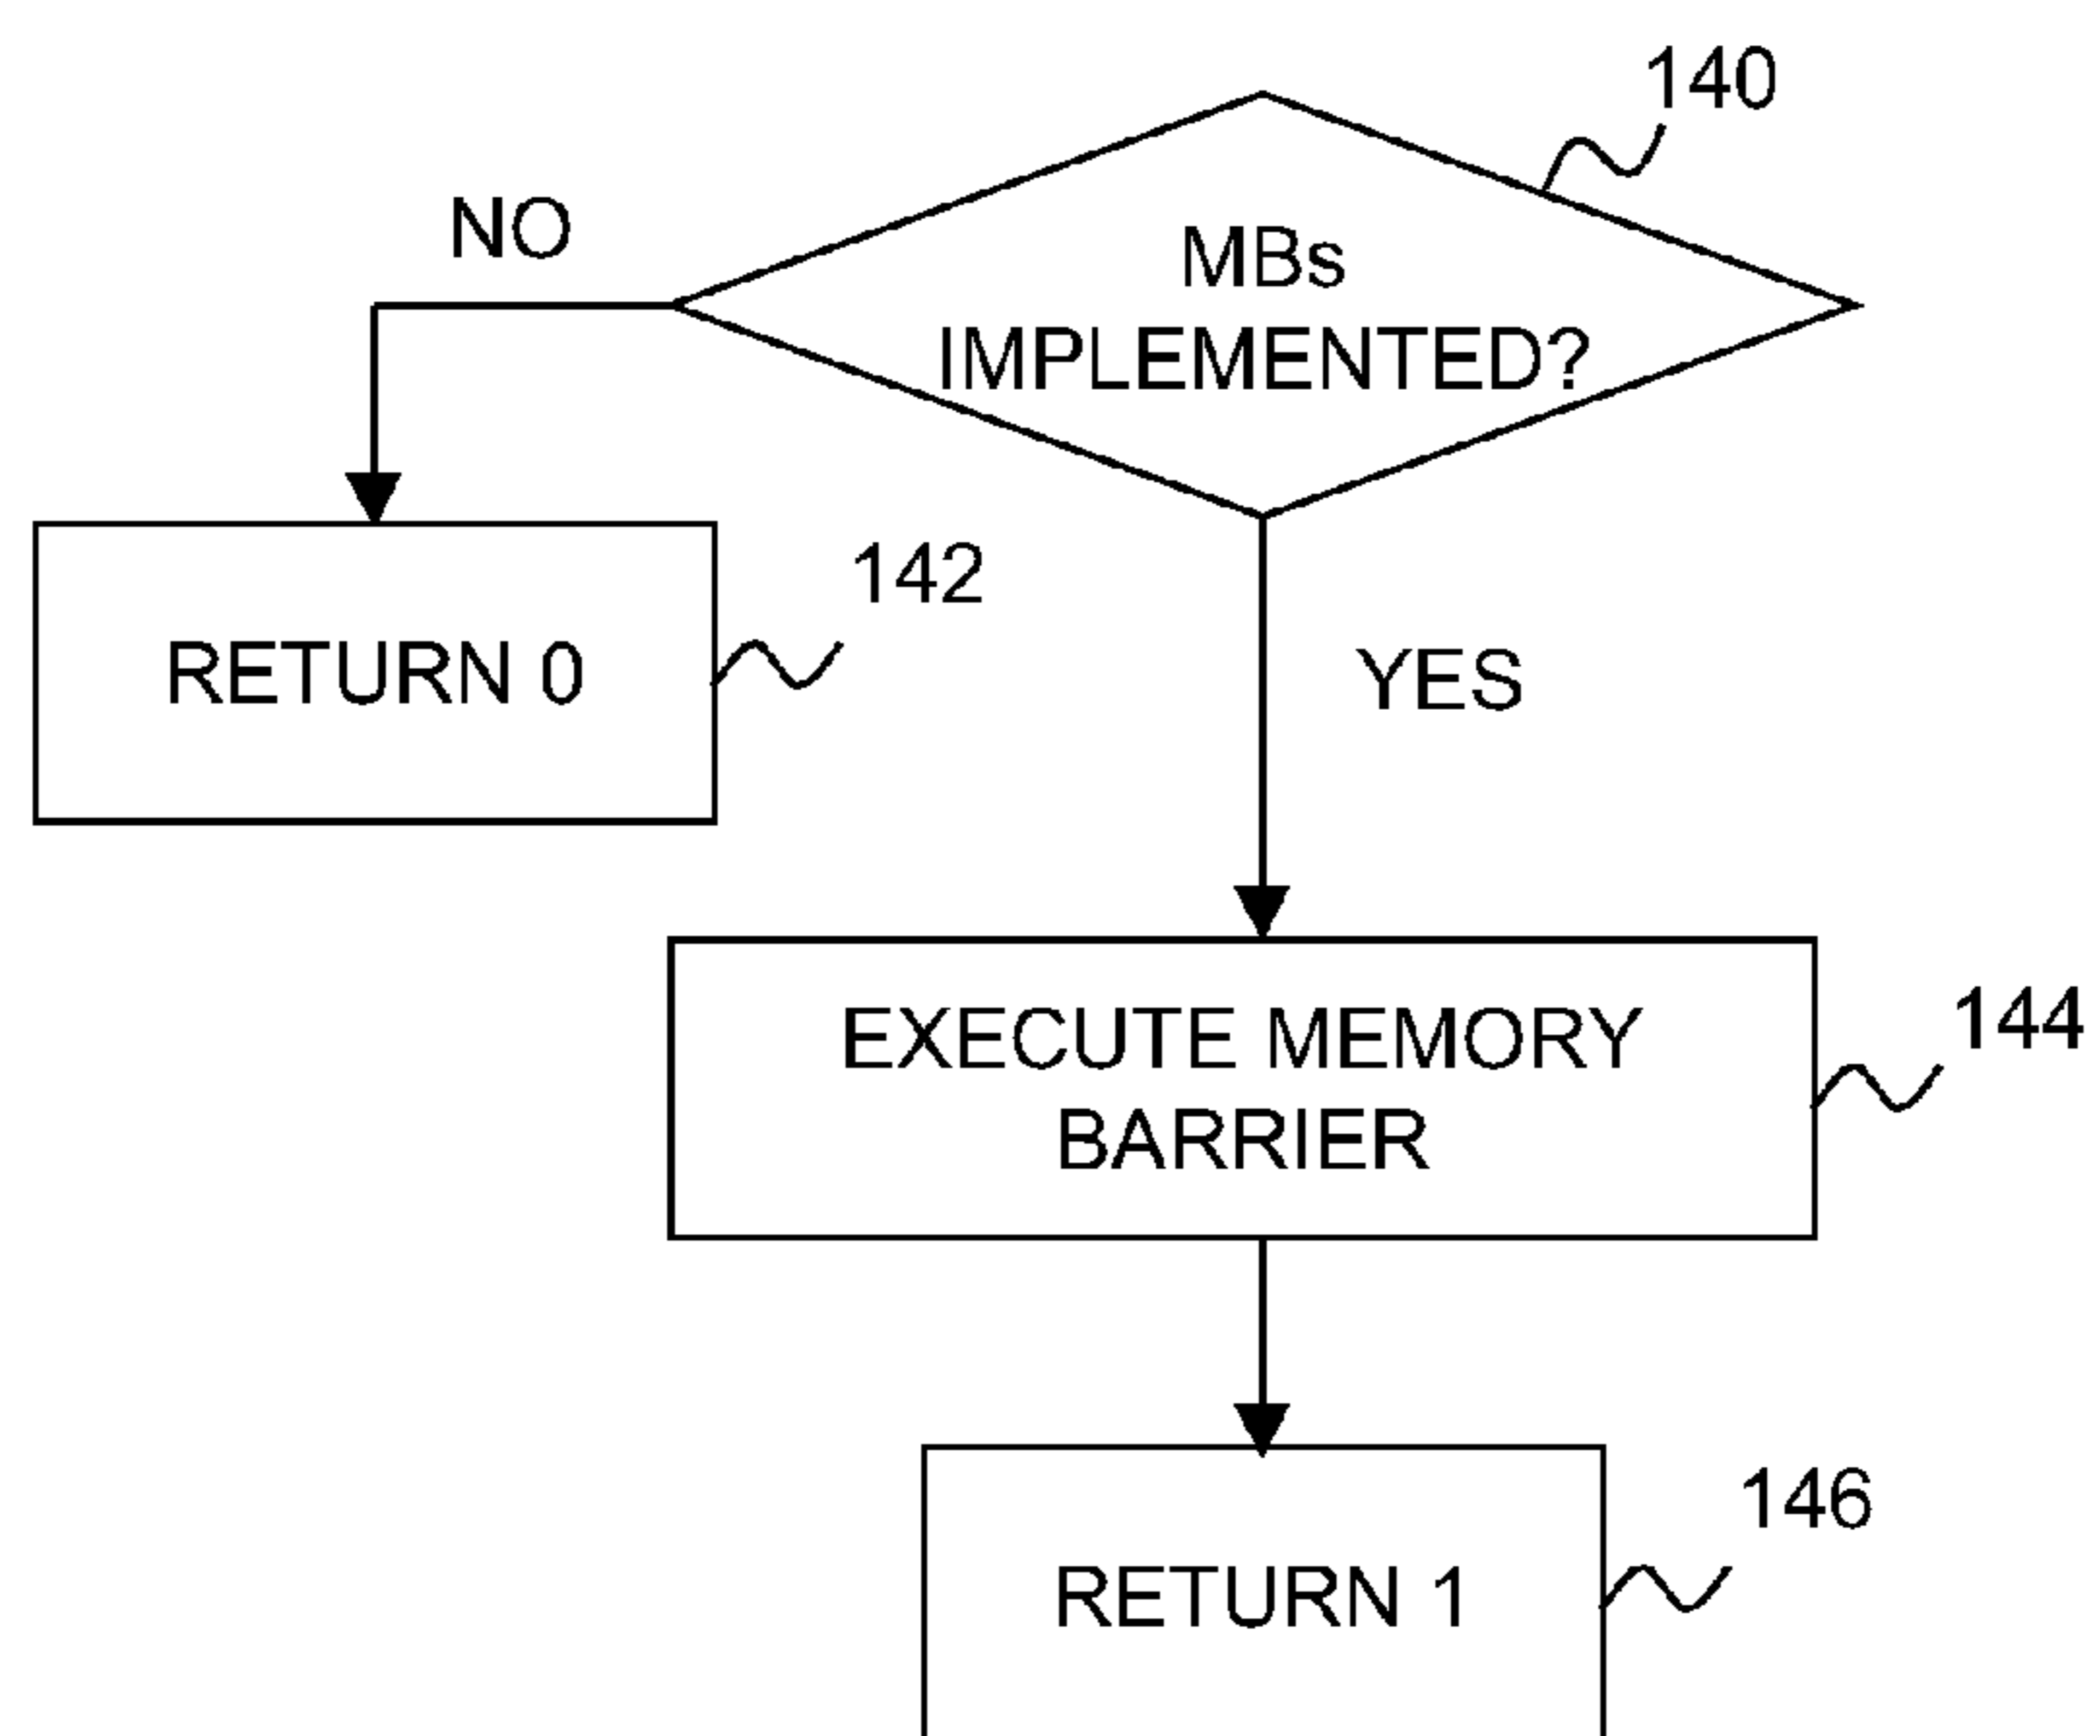 140
NO
MBs
IMPLEMENTED?
142
RETURN 0
YES
144
EXECUTE MEMORY
BARRIER
146
RETURN 1